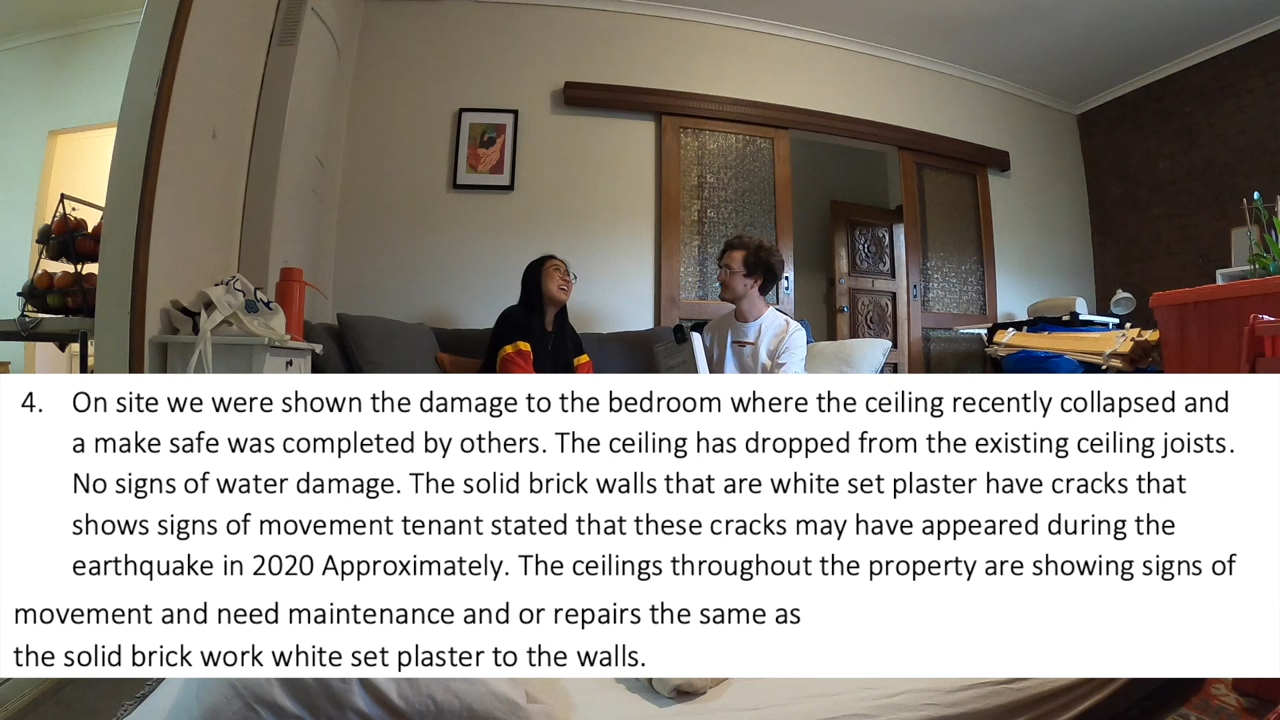 4. On site we were shown the damage to the bedroom where the ceiling recently collapsed and
a make safe was completed by others. The ceiling has dropped from the existing ceiling joists.
No signs of water damage. The solid brick walls that are white set plaster have cracks that
shows signs of movement tenant stated that these cracks may have appeared during the
earthquake in 2020 Approximately. The ceilings throughout the property are showing signs of
movement and need maintenance and or repairs the same as
the solid brick work white set plaster to the walls.